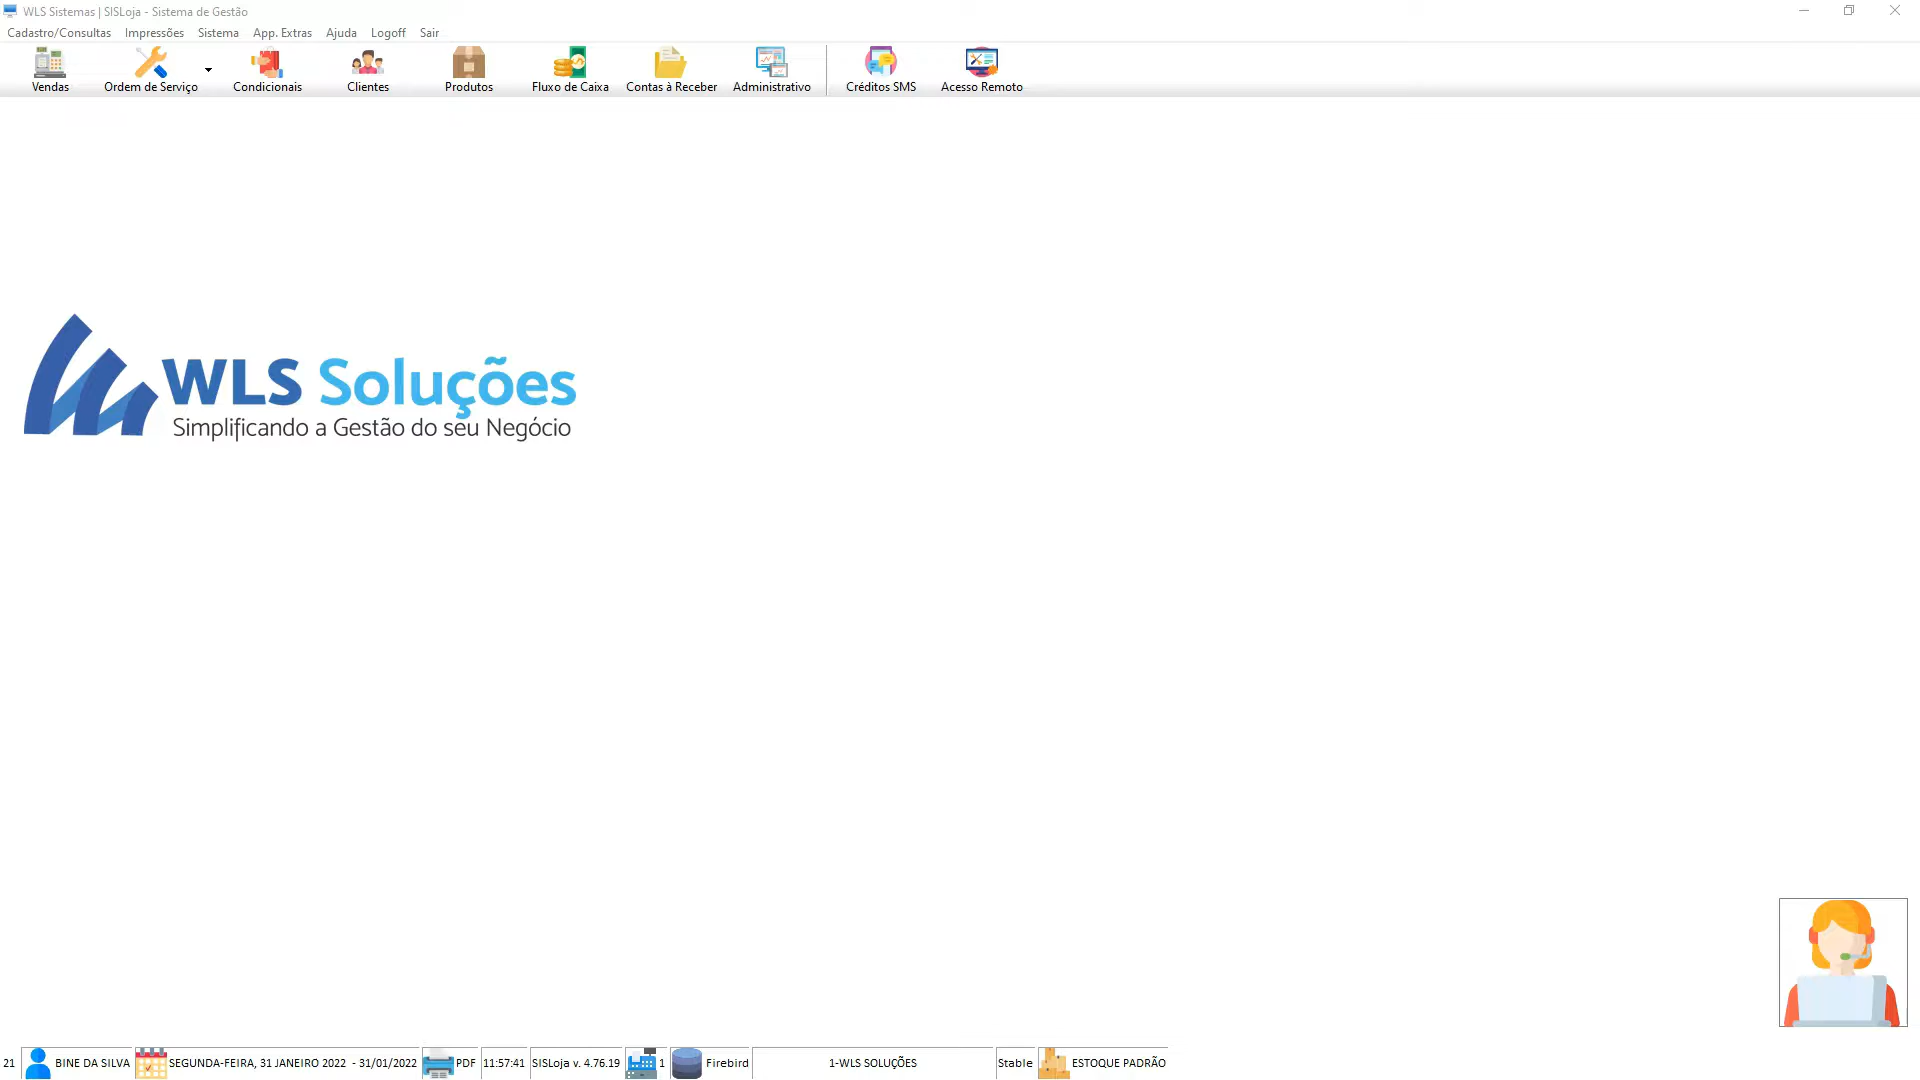 WLS Sistemas | SISLoja - Sistema de Gestão
Cadastro/Consultas Impressões Sistema App. Extras Ajuda Logoff Sair
Vendas Ordem de Serviço Condicionais Clientes Produtos Fluxo de Caixa Contas à Receber Administrativo Créditos SMS Acesso Remoto
WLS Soluções
Simplificando a Gestão do seu Negócio
21 BINE DA SILVA SEGUNDA-FEIRA, 31 JANEIRO 2022 - 31/01/2022 PDF 11:57:41 SISLoja v. 4.76.19 1 Firebird 1-WLS SOLUÇÕES Stable ESTOQUE PADRÃO